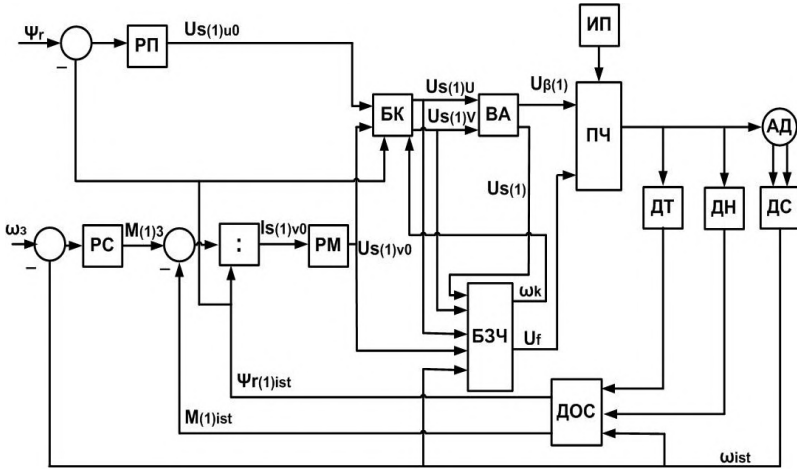 ИП
Ψr
РП
Us(1)u0
–
БК
Us(1)U
Us(1)V
ВА
Uβ(1)
ПЧ
АД
Us(1)
ДТ
ДН
ДС
ωз
РС
M(1)З
:
Is(1)v0
РМ
Us(1)v0
–
–
БЗЧ
ωk
Uf
Ψr(1)ist
ДОС
M(1)ist
ωist